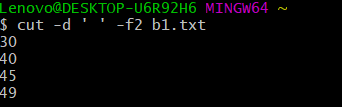 Lenovo@DESKTOP-U6R92H6 MINGW64 ~
$ cut -d ' ' -f2 b1.txt
30
40
45
49